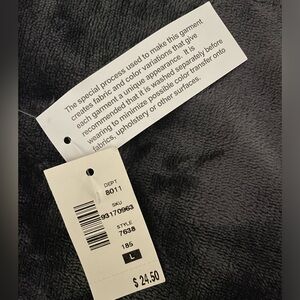 The special process used to make this garment
creates fabric and color variations that give
each garment a unique appearance. It is
recommended that it is washed separately before
wearing to minimize possible color transfer onto
fabrics, upholstery or other surfaces.
DEPT
8011
SKU
93170963
STYLE
7638
185
L
$ 24.50